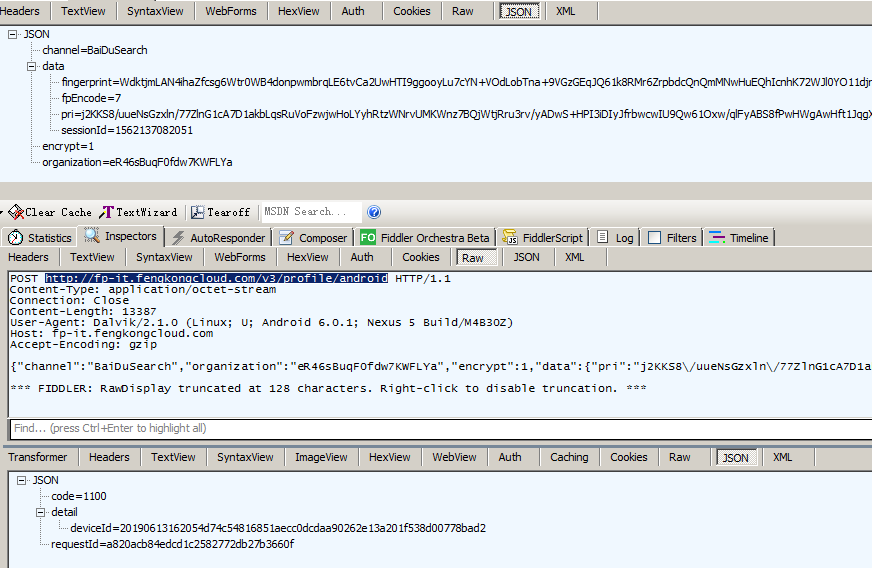 Headers TextView SyntaxView WebForms HexView Auth Cookies Raw JSON XML
JSON
channel=BaiDuSearch
data
fingerprint=WdktjmLAN4ihaZfcsg6Wtr0WB4donpwmbrqLE6tvCa2UwHTI9ggooyLu7cYN+VOdLobTna+9VGzGEqJQ61k8RMr6ZrpbdcQnQmMNwHuEQhIcnhK72WJl0YO11djr
fpEncode=7
pri=j2KKS8/uueNsGzxln/77ZlnG1cA7D1akbLqsRuVoFzwjwHoLYyhRtzWNrvUMKWnz7BQjWtjRru3rv/yADwS+HPI3iDIyJfrbwcwIU9Qw61Oxw/qlFyABS8fPwHWgAwHft1JqgX
sessionId=1562137082051
encrypt=1
organization=eR46sBuqF0fdw7KWFLYa
Clear Cache TextWizard Tearoff MSDN Search...
Statistics Inspectors AutoResponder Composer FO Fiddler Orchestra Beta FiddlerScript Log Filters Timeline
Headers TextView SyntaxView WebForms HexView Auth Cookies Raw JSON XML
POST http://fp-it.fengkongcloud.com/v3/profile/android HTTP/1.1
Content-Type: application/octet-stream
Connection: Close
Content-Length: 13387
User-Agent: Dalvik/2.1.0 (Linux; U; Android 6.0.1; Nexus 5 Build/M4B30Z)
Host: fp-it.fengkongcloud.com
Accept-Encoding: gzip
{"channel":"BaiDuSearch","organization":"eR46sBuqF0fdw7KWFLYa","encrypt":1,"data":{"pri":"j2KKS8\/uueNsGzxln\/77ZlnG1cA7D1a
*** FIDDLER: RawDisplay truncated at 128 characters. Right-click to disable truncation. ***
Find... (press Ctrl+Enter to highlight all)
Transformer Headers TextView SyntaxView ImageView HexView WebView Auth Caching Cookies Raw JSON XML
JSON
code=1100
detail
deviceId=20190613162054d74c54816851aecc0dcdaa90262e13a201f538d00778bad2
requestId=a820acb84edcd1c2582772db27b3660f